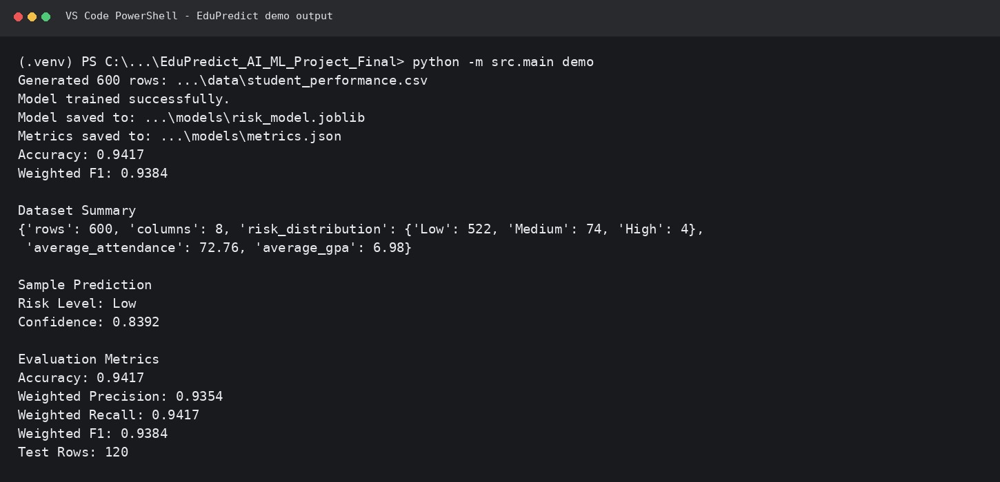 VS Code PowerShell - EduPredict demo output
(.venv) PS C:\...\EduPredict_AI_ML_Project_Final> python -m src.main demo
Generated 600 rows: ...\data\student_performance.csv
Model trained successfully.
Model saved to: ...\models\risk_model.joblib
Metrics saved to: ...\models\metrics.json
Accuracy: 0.9417
Weighted F1: 0.9384
Dataset Summary
{'rows': 600, 'columns': 8, 'risk_distribution': {'Low': 522, 'Medium': 74, 'High': 4},
 'average_attendance': 72.76, 'average_gpa': 6.98}
Sample Prediction
Risk Level: Low
Confidence: 0.8392
Evaluation Metrics
Accuracy: 0.9417
Weighted Precision: 0.9354
Weighted Recall: 0.9417
Weighted F1: 0.9384
Test Rows: 120